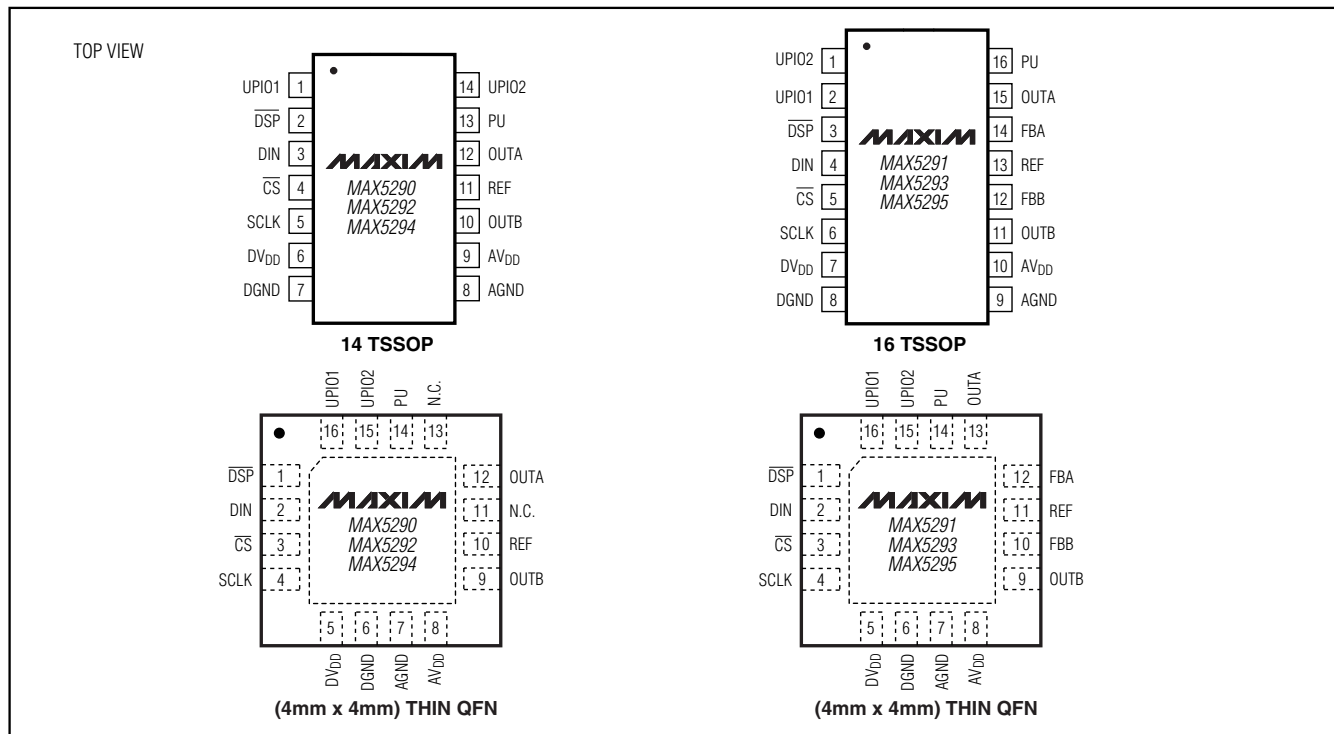 TOP VIEW
UPIO1 1
DSP 2
DIN 3
CS 4
SCLK 5
DVDD 6
DGND 7
14 UPIO2
13 PU
12 OUTA
11 REF
10 OUTB
9 AVDD
8 AGND
MAXIM
MAX5290
MAX5292
MAX5294
14 TSSOP
UPIO2 1
UPIO1 2
DSP 3
DIN 4
CS 5
SCLK 6
DVDD 7
DGND 8
16 PU
15 OUTA
14 FBA
13 REF
12 FBB
11 OUTB
10 AVDD
9 AGND
MAXIM
MAX5291
MAX5293
MAX5295
16 TSSOP
UPIO1 UPIO2 PU N.C.
16 15 14 13
DSP 1
DIN 2
CS 3
SCLK 4
12 OUTA
11 N.C.
10 REF
9 OUTB
MAXIM
MAX5290
MAX5292
MAX5294
5 6 7 8
DVDD DGND AGND AVDD
(4mm x 4mm) THIN QFN
UPIO1 UPIO2 PU OUTA
16 15 14 13
DSP 1
DIN 2
CS 3
SCLK 4
12 FBA
11 REF
10 FBB
9 OUTB
MAXIM
MAX5291
MAX5293
MAX5295
5 6 7 8
DVDD DGND AGND AVDD
(4mm x 4mm) THIN QFN